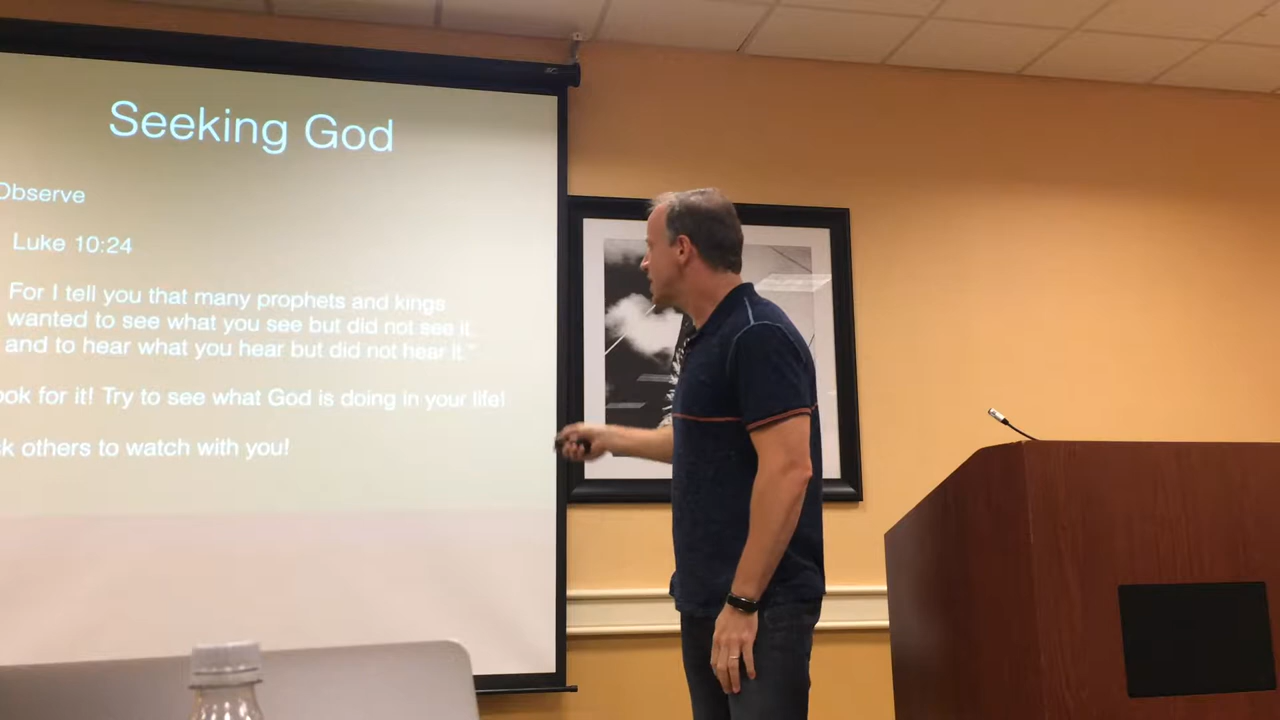 Seeking God
Observe
Luke 10:24
For I tell you that many prophets and kings
wanted to see what you see but did not see it,
and to hear what you hear but did not hear it."
ook for it! Try to see what God is doing in your life!
k others to watch with you!